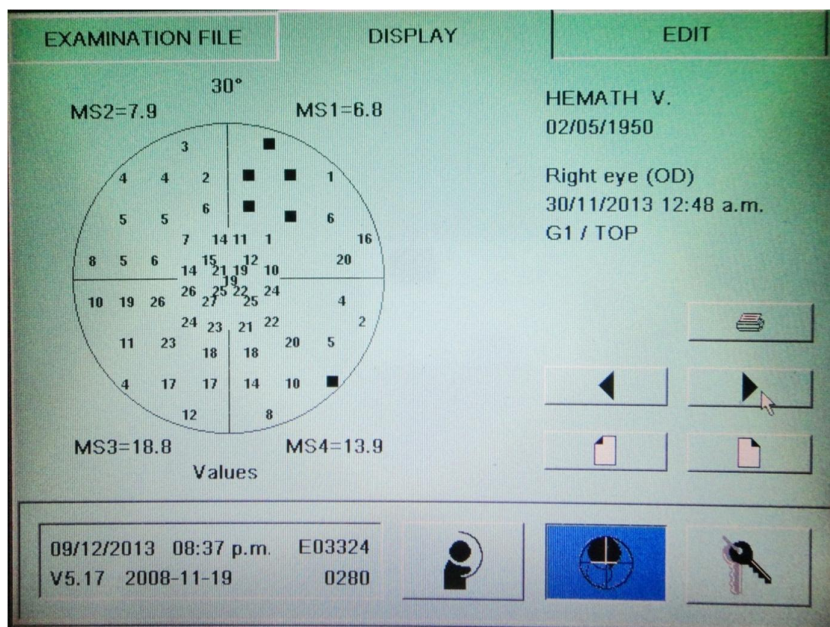 EXAMINATION FILE
DISPLAY
EDIT
30°
MS2=7.9
MS1=6.8
HEMATH V.
02/05/1950
Right eye (OD)
30/11/2013 12:48 a.m.
G1 / TOP
3
4 4 2 1
5 5 6 6
7 14 11 1 16
8 5 6 15 12 20
14 21 19 10
19
26 25 22 24
10 19 26 27 25 4
24 23 21 22 2
11 23 18 18 20 5
4 17 17 14 10
12 8
MS3=18.8
MS4=13.9
Values
09/12/2013 08:37 p.m. E03324
V5.17 2008-11-19 0280